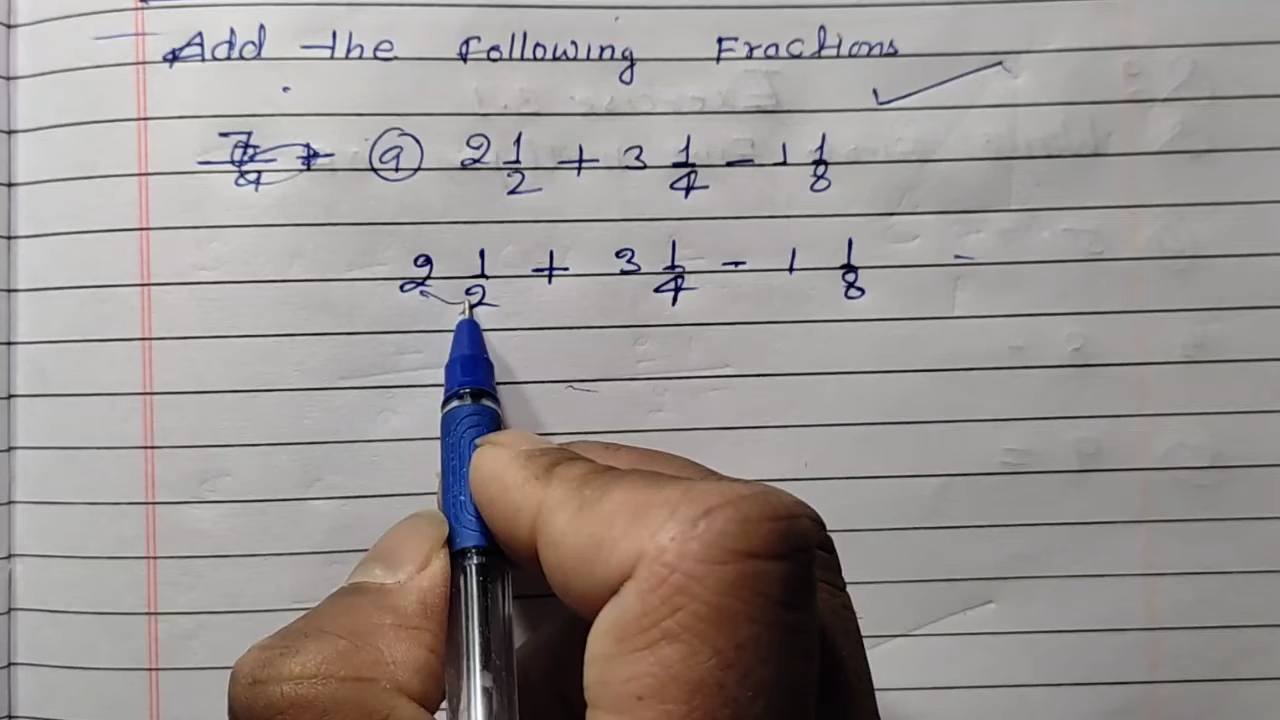 Add the Following Fractions
(a) 2 1/2 + 3 1/4 - 1 1/8
2 1/2 + 3 1/4 - 1 1/8 =